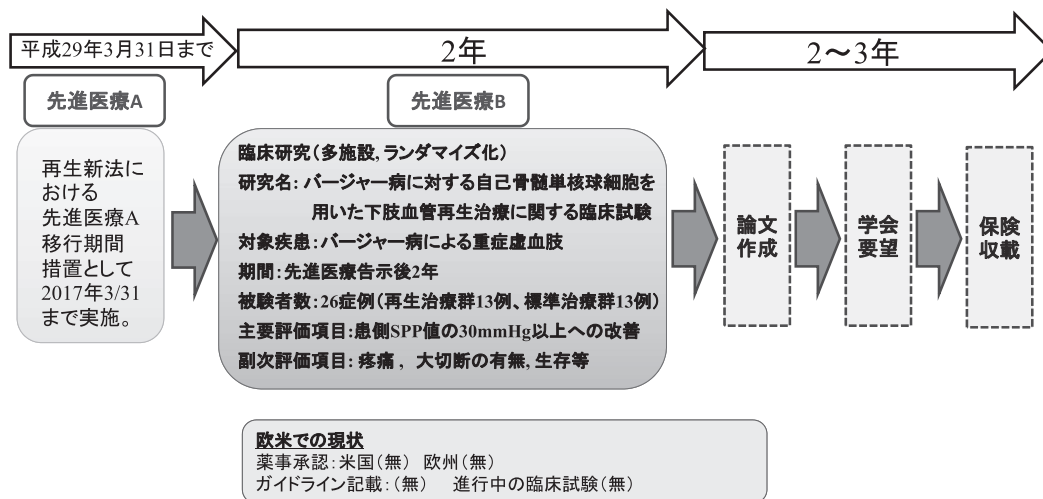 平成29年3月31日まで
2年
2～3年
先進医療A
先進医療B
再生新法に
おける
先進医療A
移行期間
措置として
2017年3/31
まで実施。
臨床研究(多施設, ランダマイズ化)
研究名: バージャー病に対する自己骨髄単核球細胞を
用いた下肢血管再生治療に関する臨床試験
対象疾患: バージャー病による重症虚血肢
期間: 先進医療告示後2年
被験者数: 26症例(再生治療群13例、標準治療群13例)
主要評価項目: 患側SPP値の30mmHg以上への改善
副次評価項目: 疼痛 , 大切断の有無, 生存等
論文
作成
学会
要望
保険
収載
欧米での現状
薬事承認: 米国(無) 欧州(無)
ガイドライン記載: (無) 進行中の臨床試験(無)